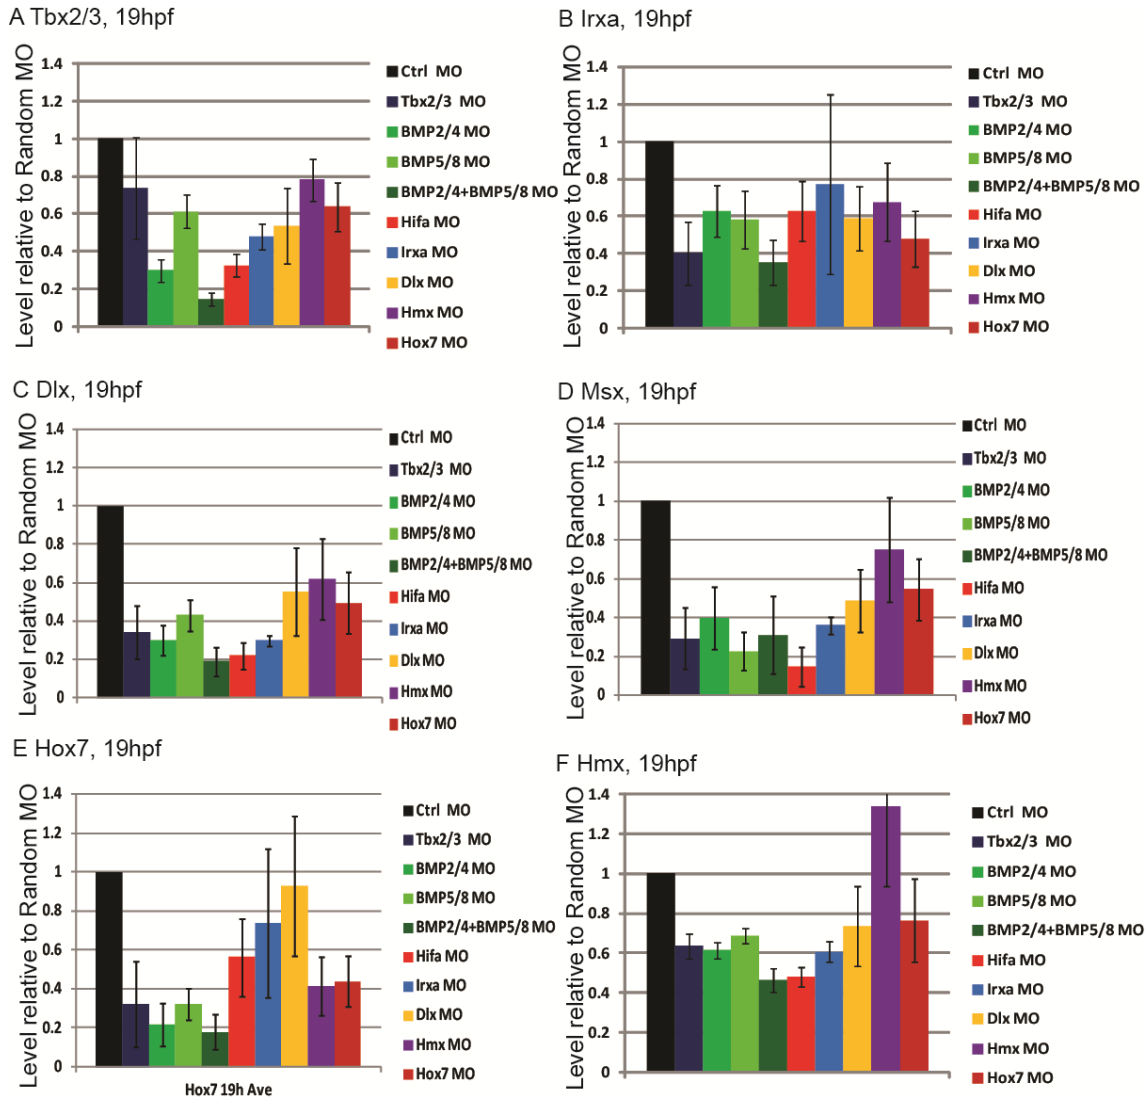 A Tbx2/3, 19hpf
Level relative to Random MO
1.4
1.2
1
0.8
0.6
0.4
0.2
0
Ctrl MO
Tbx2/3 MO
BMP2/4 MO
BMP5/8 MO
BMP2/4+BMP5/8 MO
Hifa MO
Irxa MO
Dlx MO
Hmx MO
Hox7 MO
B Irxa, 19hpf
Level relative to Random MO
1.4
1.2
1
0.8
0.6
0.4
0.2
0
Ctrl MO
Tbx2/3 MO
BMP2/4 MO
BMP5/8 MO
BMP2/4+BMP5/8 MO
Hifa MO
Irxa MO
Dlx MO
Hmx MO
Hox7 MO
C Dlx, 19hpf
Level relative to Random MO
1.4
1.2
1
0.8
0.6
0.4
0.2
0
Ctrl MO
Tbx2/3 MO
BMP2/4 MO
BMP5/8 MO
BMP2/4+BMP5/8 MO
Hifa MO
Irxa MO
Dlx MO
Hmx MO
Hox7 MO
D Msx, 19hpf
Level relative to Random MO
1.4
1.2
1
0.8
0.6
0.4
0.2
0
Ctrl MO
Tbx2/3 MO
BMP2/4 MO
BMP5/8 MO
BMP2/4+BMP5/8 MO
Hifa MO
Irxa MO
Dlx MO
Hmx MO
Hox7 MO
E Hox7, 19hpf
Level relative to Random MO
1.4
1.2
1
0.8
0.6
0.4
0.2
0
Hox7 19h Ave
Ctrl MO
Tbx2/3 MO
BMP2/4 MO
BMP5/8 MO
BMP2/4+BMP5/8 MO
Hifa MO
Irxa MO
Dlx MO
Hmx MO
Hox7 MO
F Hmx, 19hpf
Level relative to Random MO
1.4
1.2
1
0.8
0.6
0.4
0.2
0
Ctrl MO
Tbx2/3 MO
BMP2/4 MO
BMP5/8 MO
BMP2/4+BMP5/8 MO
Hifa MO
Irxa MO
Dlx MO
Hmx MO
Hox7 MO